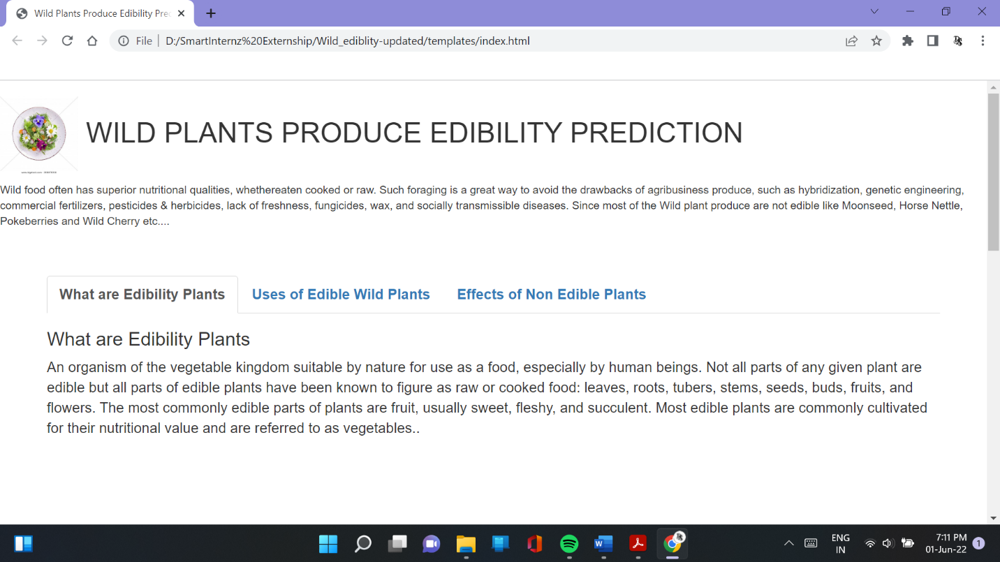 Wild Plants Produce Edibility Pre
File
D:/SmartInternz%20Externship/Wild_ediblity-updated/templates/index.html
WILD PLANTS PRODUCE EDIBILITY PREDICTION
Wild food often has superior nutritional qualities, whethereaten cooked or raw. Such foraging is a great way to avoid the drawbacks of agribusiness produce, such as hybridization, genetic engineering,
commercial fertilizers, pesticides & herbicides, lack of freshness, fungicides, wax, and socially transmissible diseases. Since most of the Wild plant produce are not edible like Moonseed, Horse Nettle,
Pokeberries and Wild Cherry etc....
What are Edibility Plants
Uses of Edible Wild Plants
Effects of Non Edible Plants
What are Edibility Plants
An organism of the vegetable kingdom suitable by nature for use as a food, especially by human beings. Not all parts of any given plant are
edible but all parts of edible plants have been known to figure as raw or cooked food: leaves, roots, tubers, stems, seeds, buds, fruits, and
flowers. The most commonly edible parts of plants are fruit, usually sweet, fleshy, and succulent. Most edible plants are commonly cultivated
for their nutritional value and are referred to as vegetables..
ENG
IN
7:11 PM
01-Jun-22
1